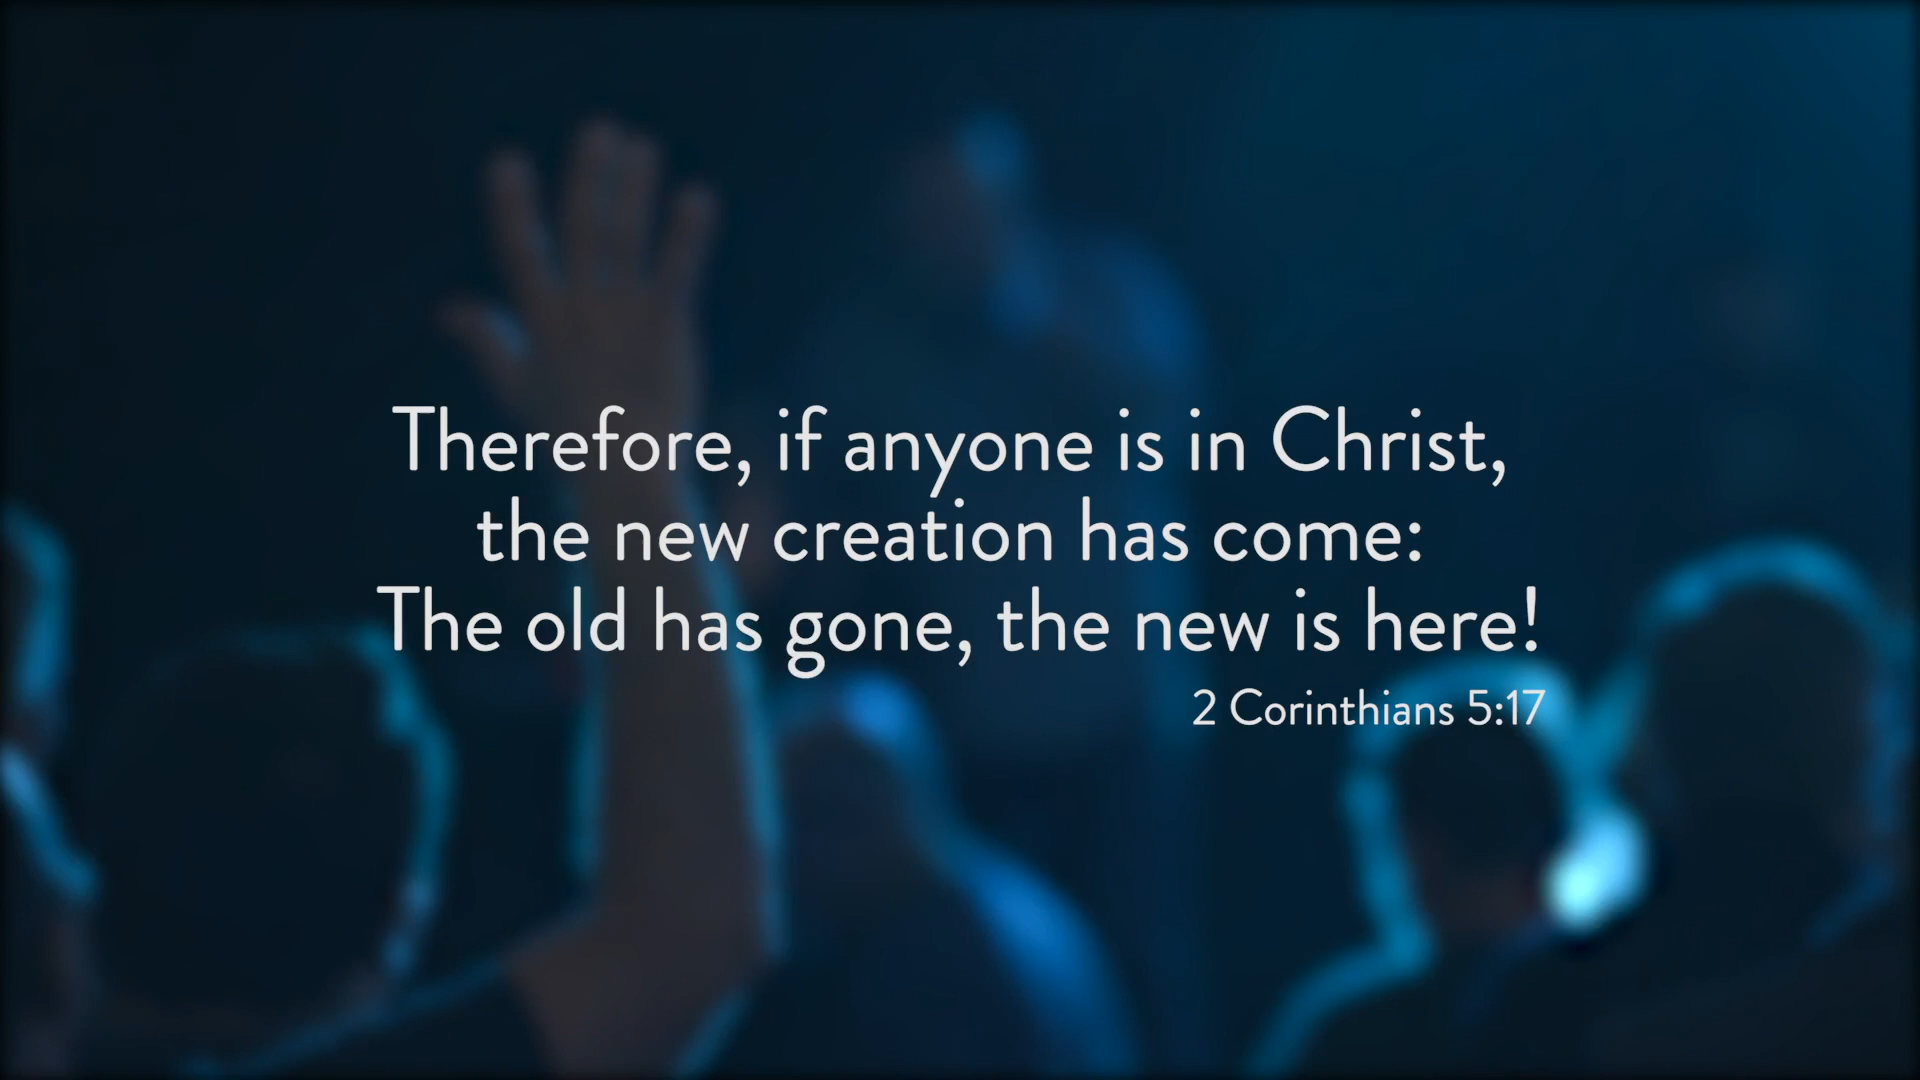 Therefore, if anyone is in Christ,
the new creation has come:
The old has gone, the new is here!
2 Corinthians 5:17